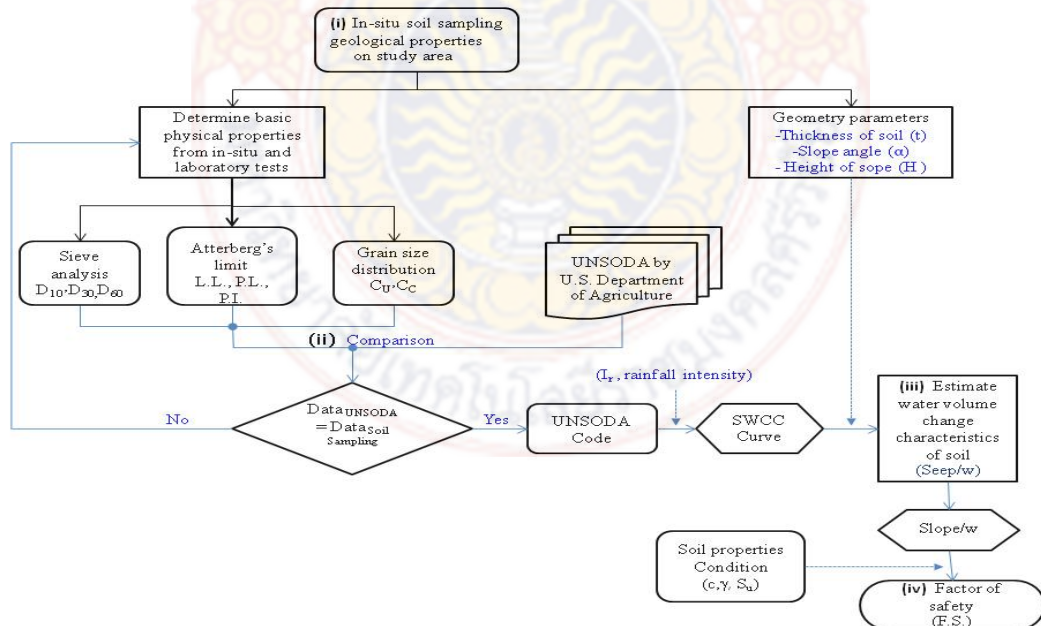 (i) In-situ soil sampling
geological properties
on study area
Determine basic
physical properties
from in-situ and
laboratory tests
Geometry parameters
-Thickness of soil (t)
-Slope angle (α)
- Height of sope (H )
Sieve
analysis
D10,D30,D60
Atterberg's
limit
L.L., P.L.,
P.I.
Grain size
distribution
CU,CC
UNSODA by
U.S. Department
of Agriculture
(ii) Comparison
(Ir, rainfall intensity)
No
DataUNSODA
=DataSoil
Sampling
Yes
UNSODA
Code
SWCC
Curve
(iii) Estimate
water volume
change
characteristics
of soil
(Seep/w)
Slope/w
Soil properties
Condition
(c,γ, Su)
(iv) Factor of
safety
(F.S.)